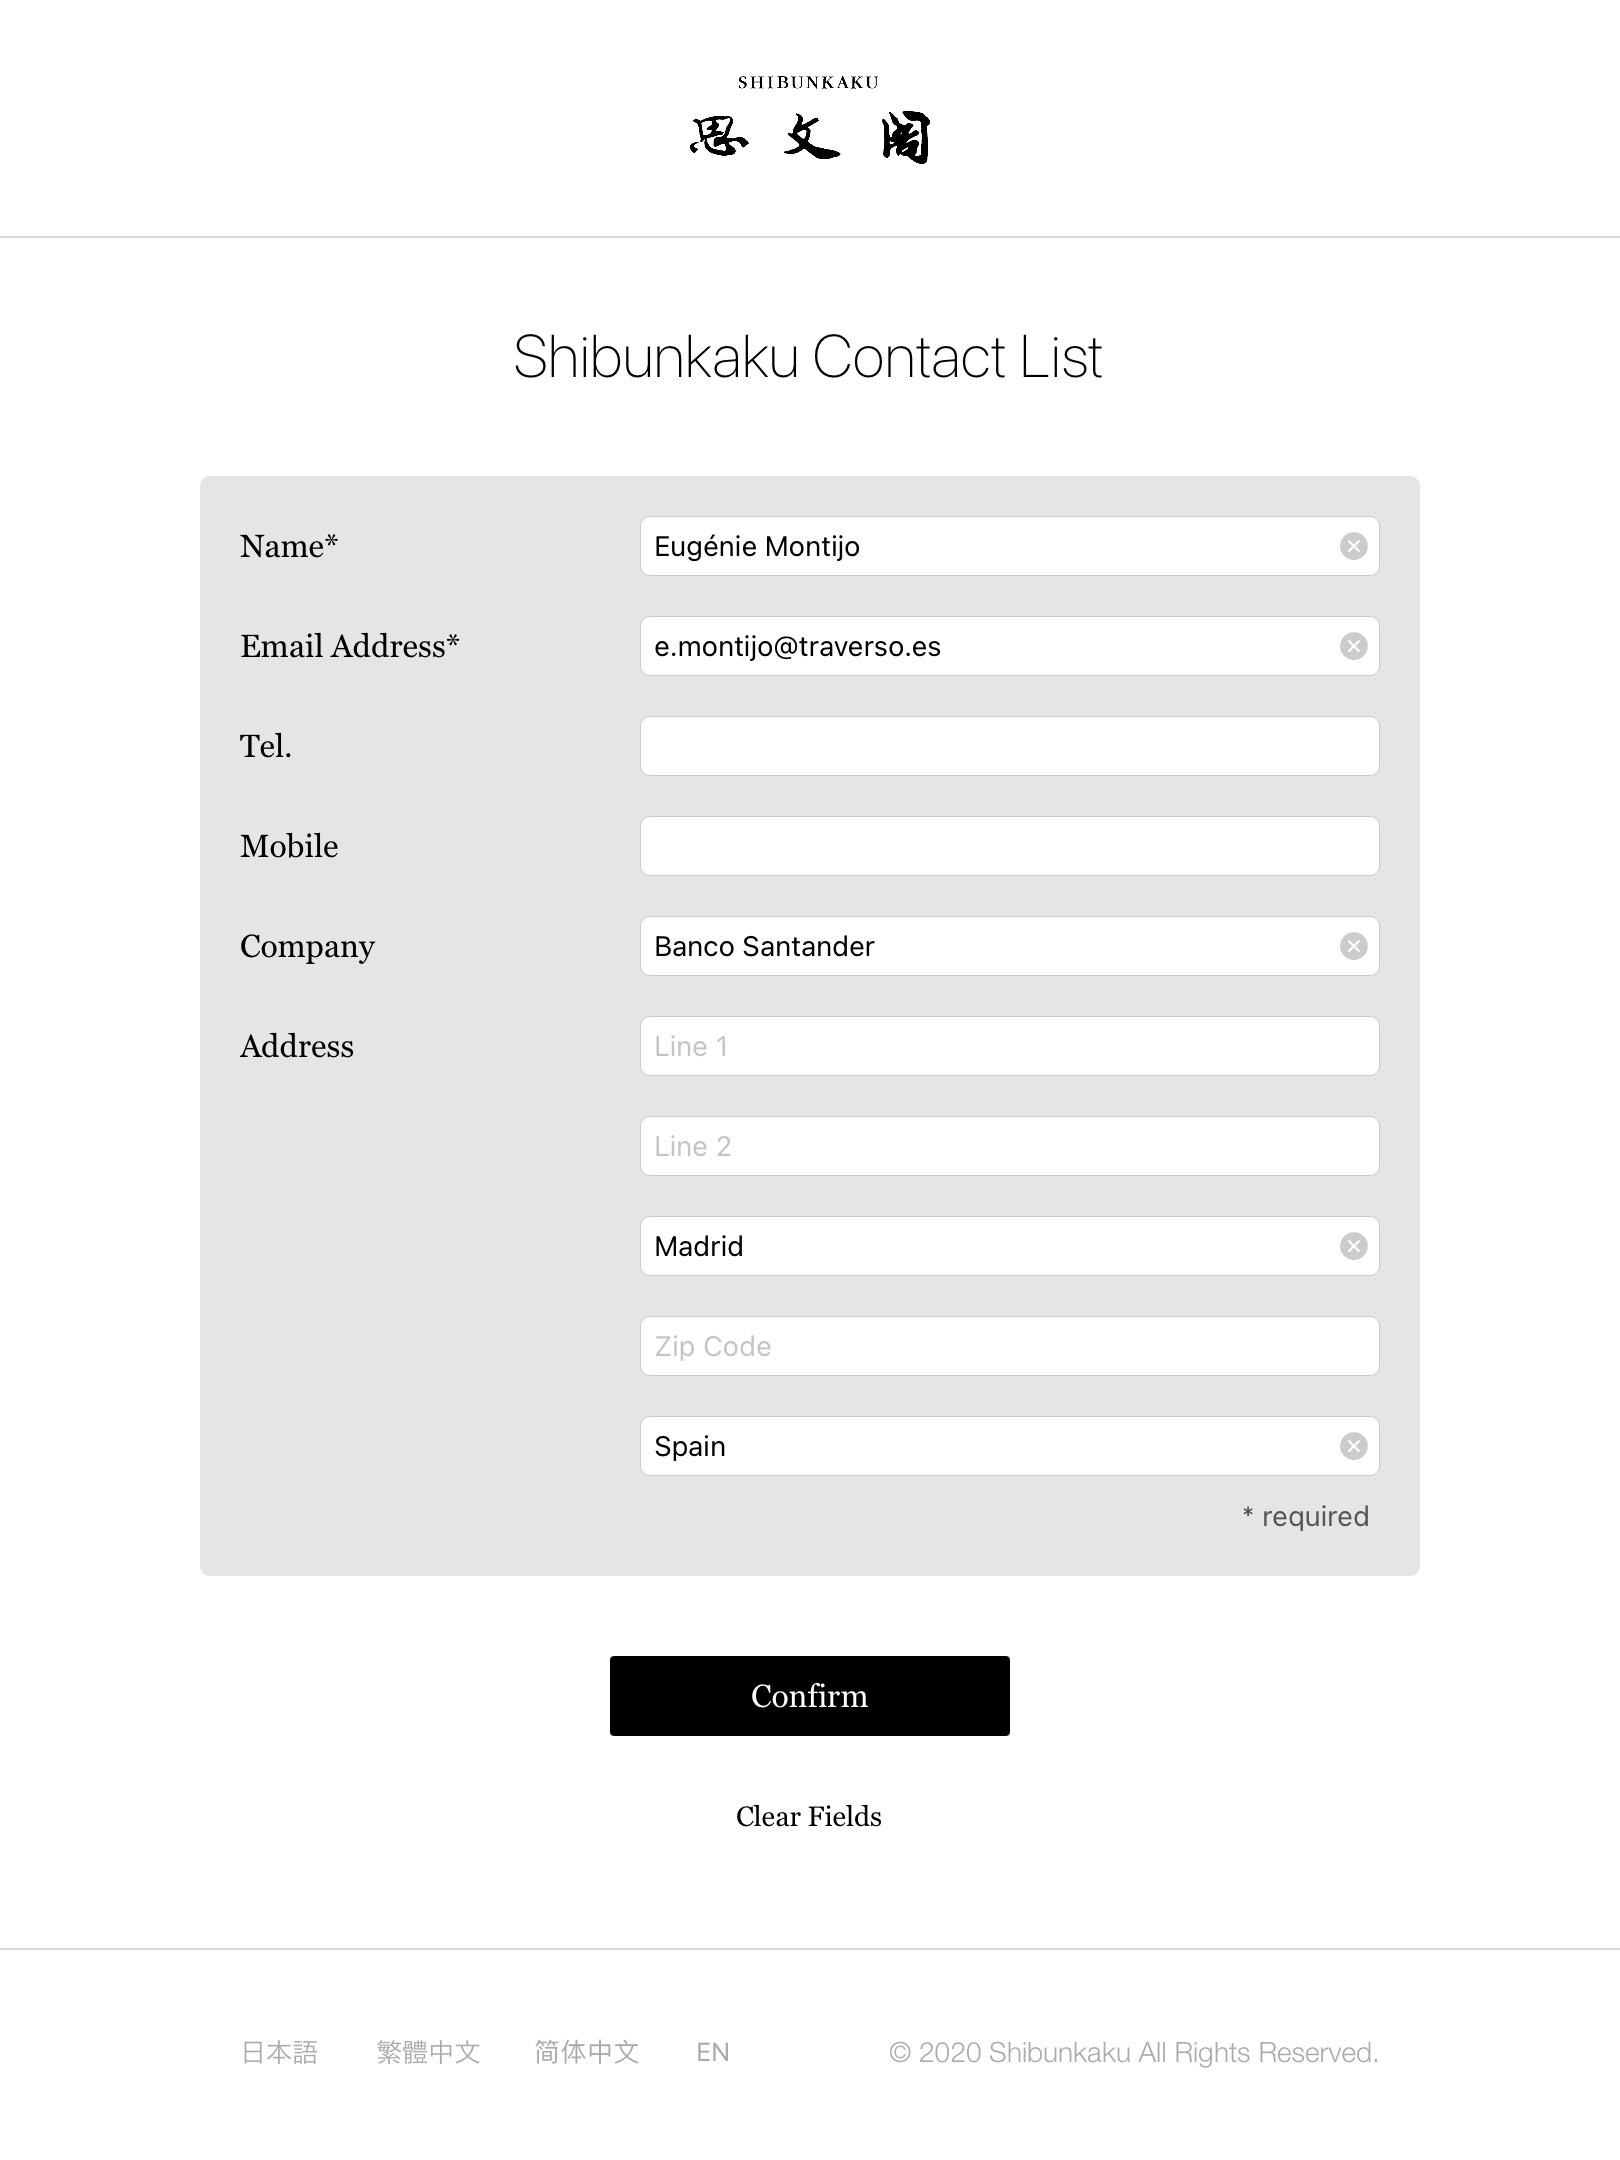 SHIBUNKAKU
思文阁
Shibunkaku Contact List
Name*
Eugénie Montijo
Email Address*
e.montijo@traverso.es
Tel.
Mobile
Company
Banco Santander
Address
Line 1
Line 2
Madrid
Zip Code
Spain
* required
Confirm
Clear Fields
日本語 繁體中文 简体中文 EN © 2020 Shibunkaku All Rights Reserved.